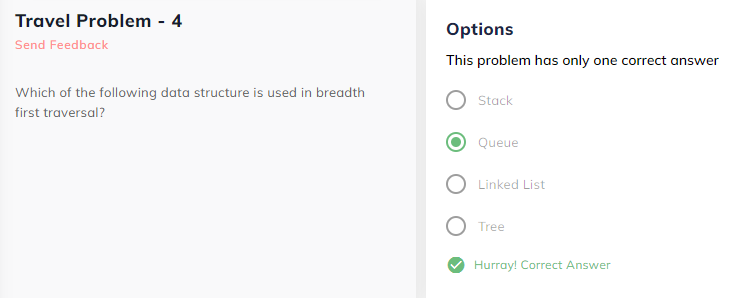 Travel Problem - 4
Send Feedback
Which of the following data structure is used in breadth
first traversal?
Options
This problem has only one correct answer
Stack
Queue
Linked List
Tree
Hurray! Correct Answer